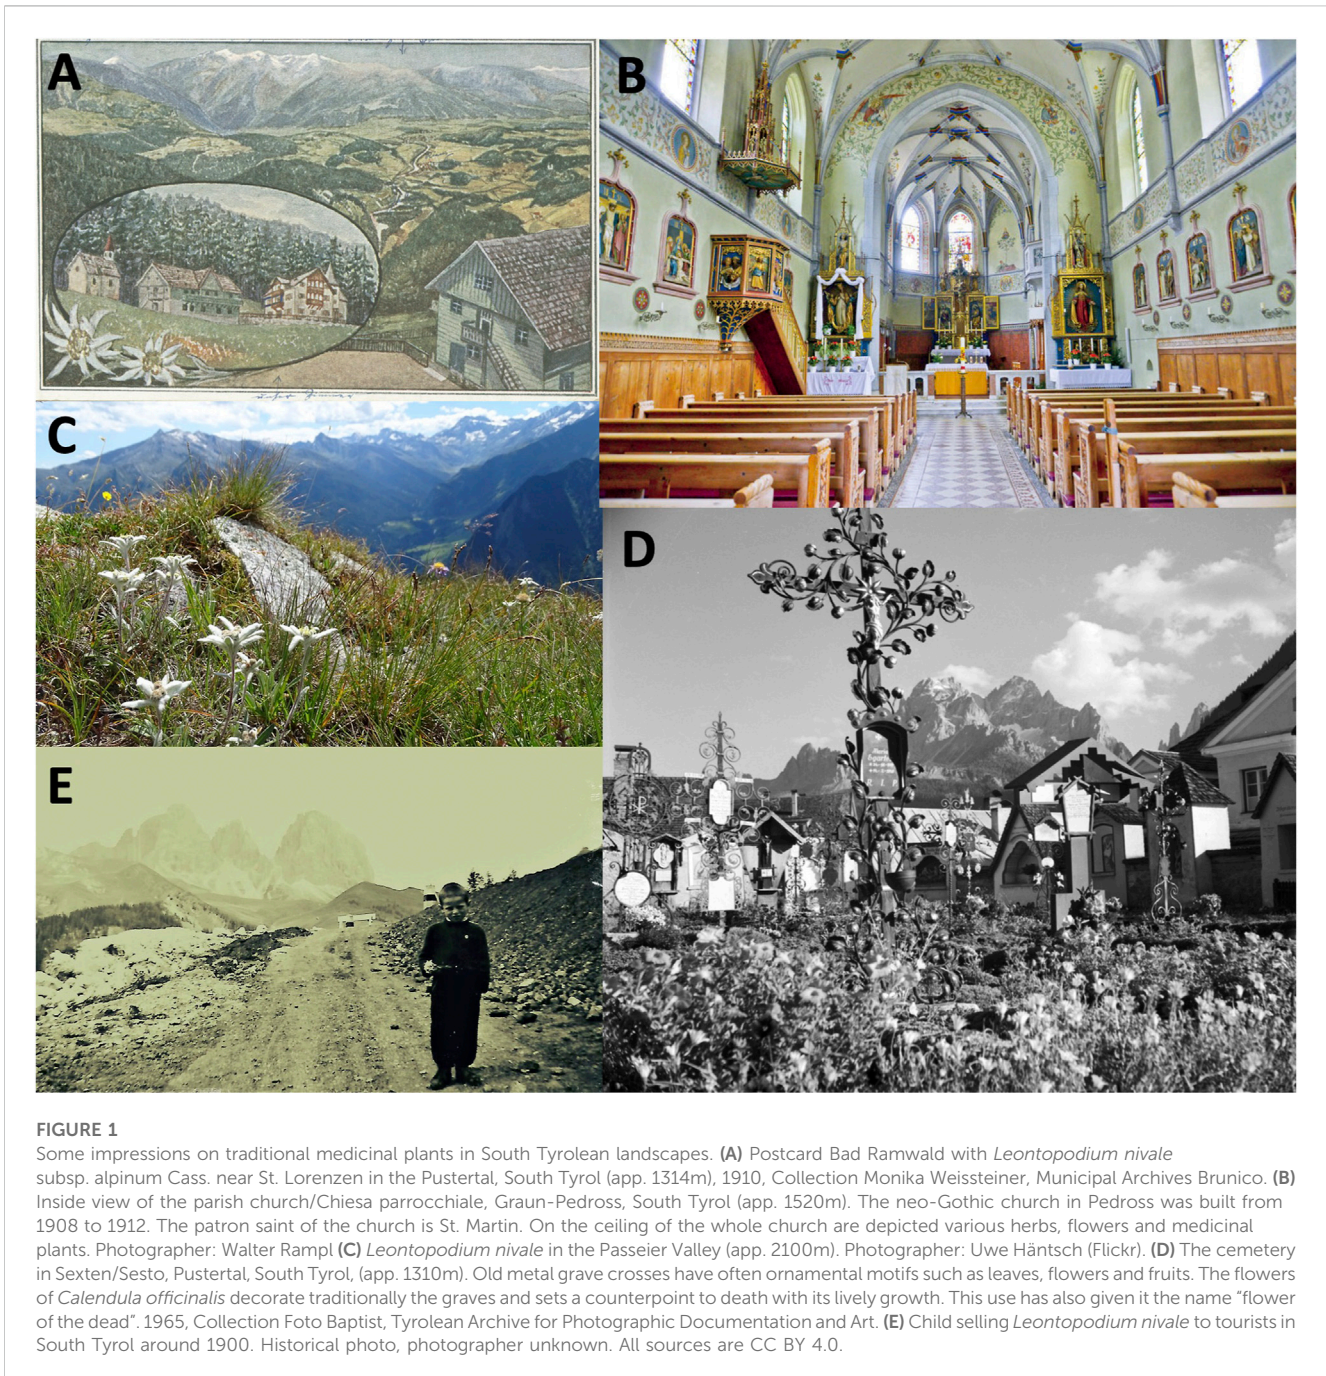 A
B
C
D
E
R I P
FIGURE 1
Some impressions on traditional medicinal plants in South Tyrolean landscapes. (A) Postcard Bad Ramwald with Leontopodium nivale
subsp. alpinum Cass. near St. Lorenzen in the Pustertal, South Tyrol (app. 1314m), 1910, Collection Monika Weissteiner, Municipal Archives Brunico. (B)
Inside view of the parish church/Chiesa parrocchiale, Graun-Pedross, South Tyrol (app. 1520m). The neo-Gothic church in Pedross was built from
1908 to 1912. The patron saint of the church is St. Martin. On the ceiling of the whole church are depicted various herbs, flowers and medicinal
plants. Photographer: Walter Rampl (C) Leontopodium nivale in the Passeier Valley (app. 2100m). Photographer: Uwe Häntsch (Flickr). (D) The cemetery
in Sexten/Sesto, Pustertal, South Tyrol, (app. 1310m). Old metal grave crosses have often ornamental motifs such as leaves, flowers and fruits. The flowers
of Calendula officinalis decorate traditionally the graves and sets a counterpoint to death with its lively growth. This use has also given it the name “flower
of the dead”. 1965, Collection Foto Baptist, Tyrolean Archive for Photographic Documentation and Art. (E) Child selling Leontopodium nivale to tourists in
South Tyrol around 1900. Historical photo, photographer unknown. All sources are CC BY 4.0.